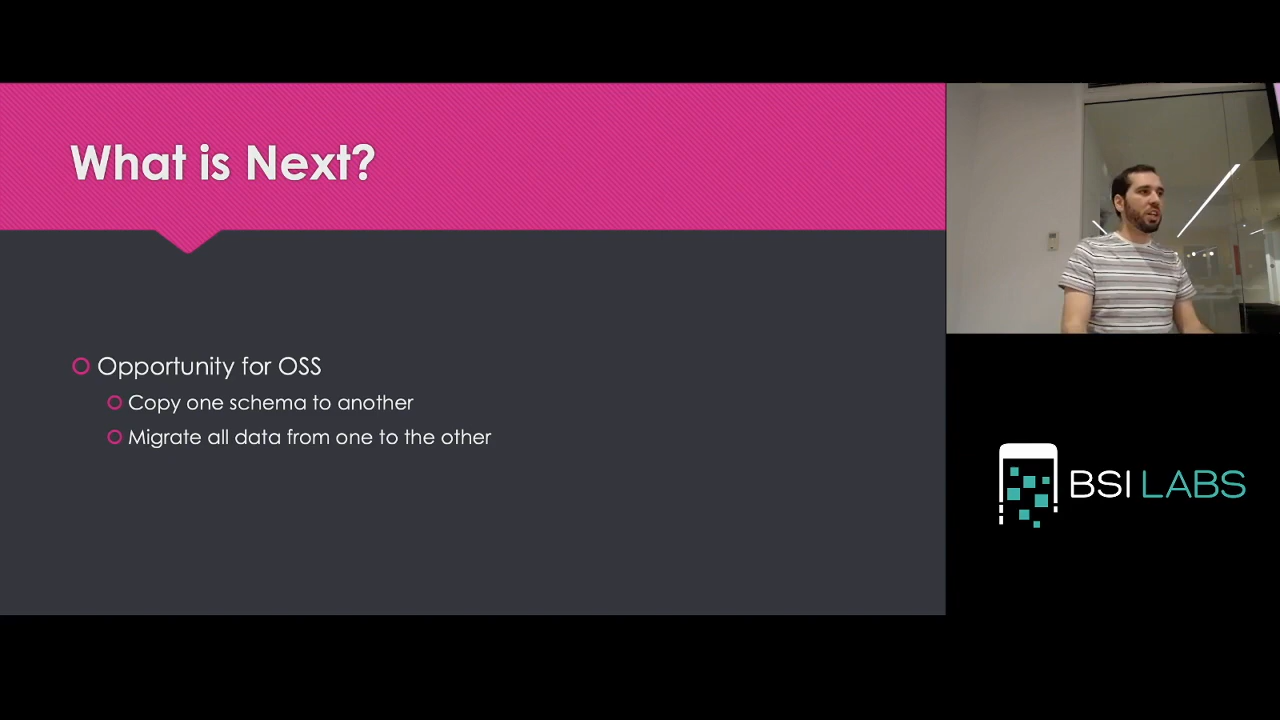 What is Next?
Opportunity for OSS
Copy one schema to another
Migrate all data from one to the other
BSI LABS